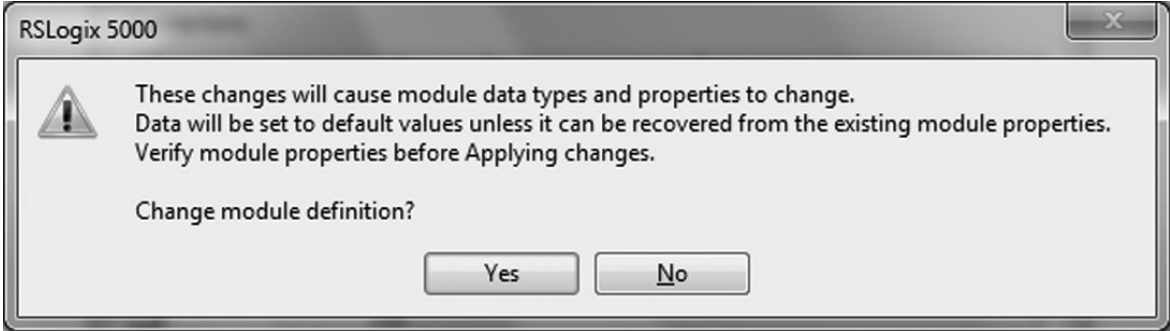 RSLogix 5000
These changes will cause module data types and properties to change.
Data will be set to default values unless it can be recovered from the existing module properties.
Verify module properties before Applying changes.
Change module definition?
Yes
No